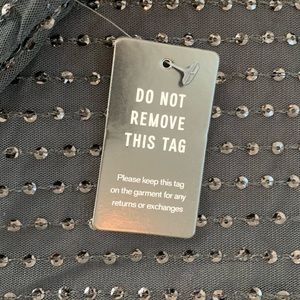 DO NOT
REMOVE
THIS TAG
Please keep this tag
on the garment for any
returns or exchanges